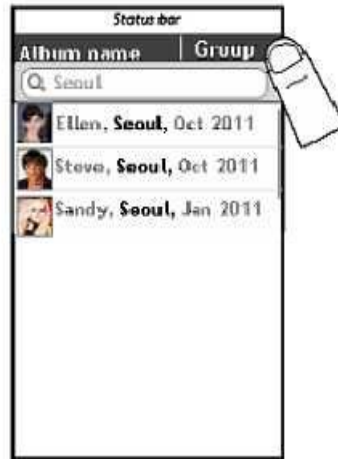 Status bar
Album name | Group
Seoul
Ellen, Seoul, Oct 2011
Steve, Seoul, Oct 2011
Sandy, Seoul, Jan 2011